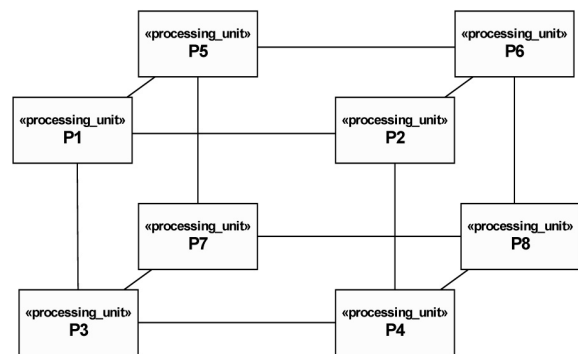 «processing_unit»
P5
«processing_unit»
P6
«processing_unit»
P1
«processing_unit»
P2
«processing_unit»
P7
«processing_unit»
P8
«processing_unit»
P3
«processing_unit»
P4